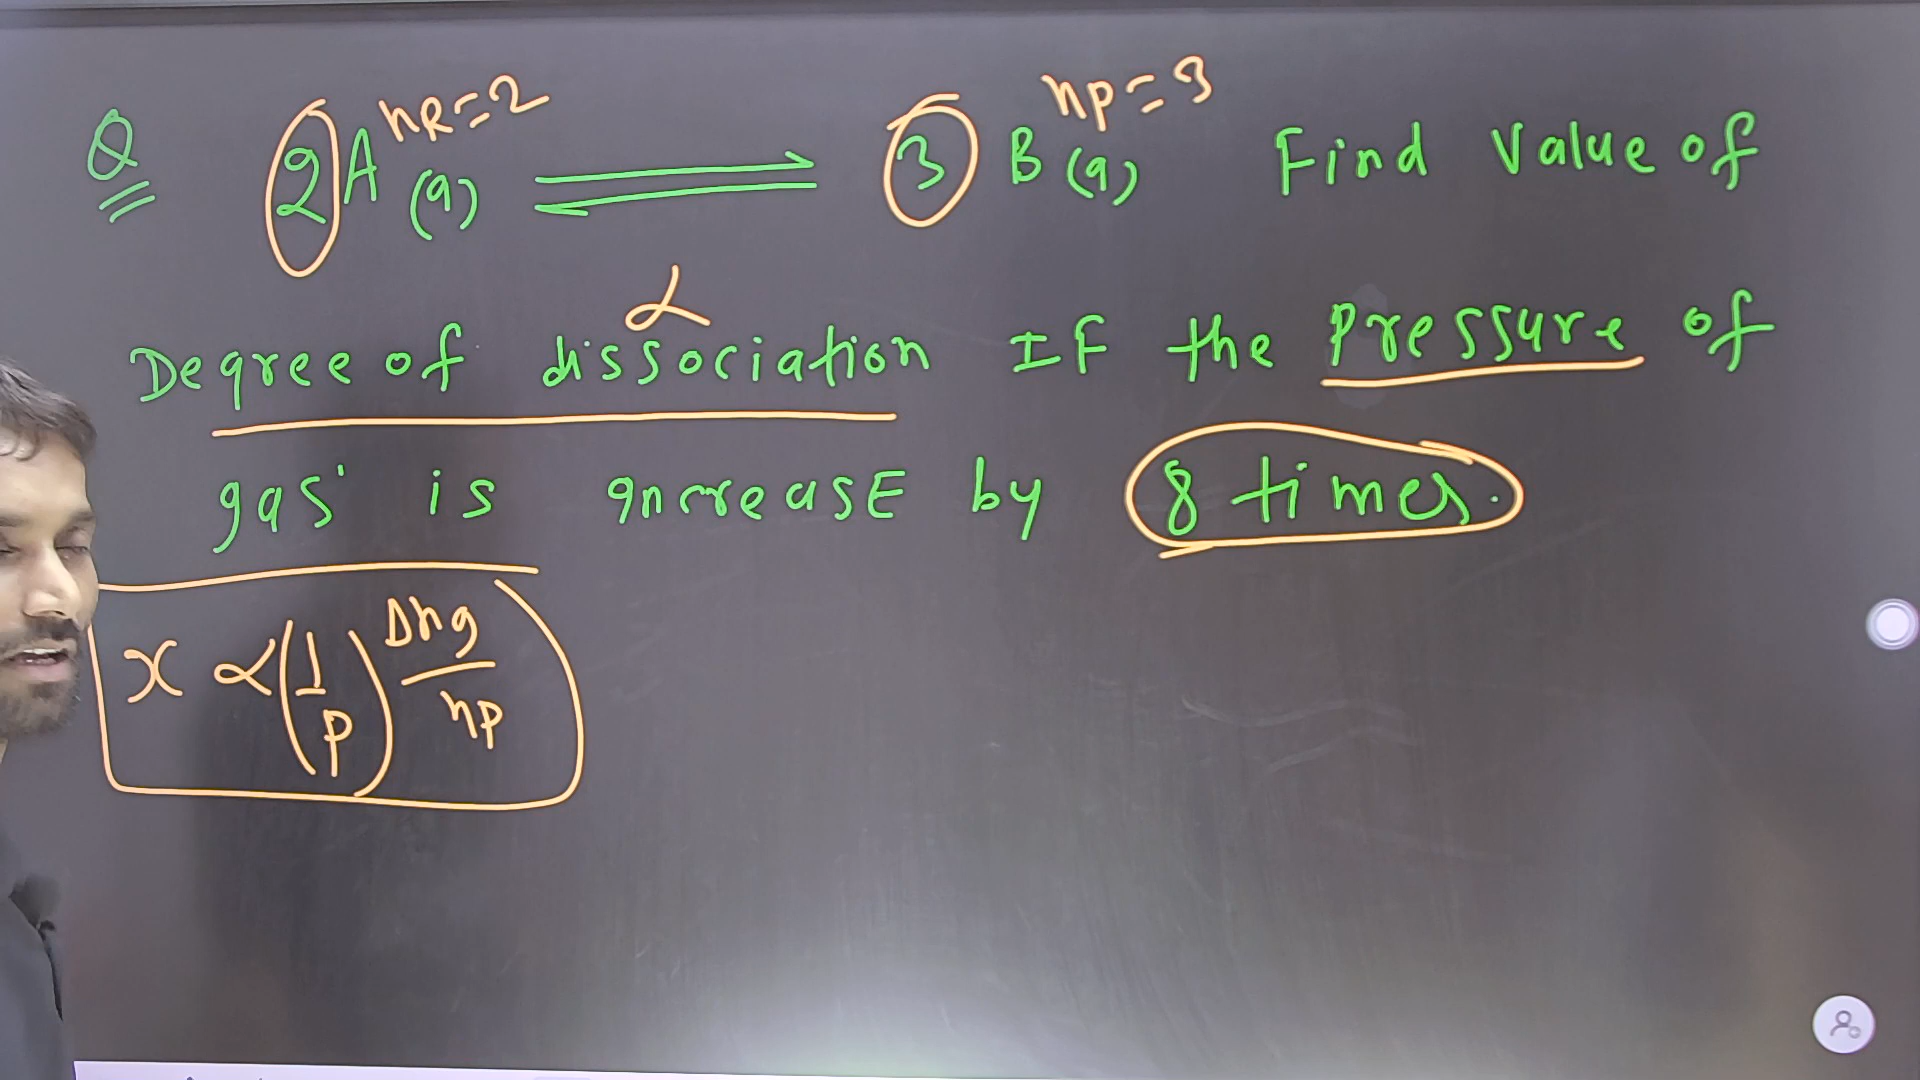 Q 2A(g) nR=2 ⇌ 3 B(g) np=3 Find Value of
Degree of dissociation α IF the Pressure of
gas is increase by 8 times.
x ∝ (1/p)^(Δng/np)